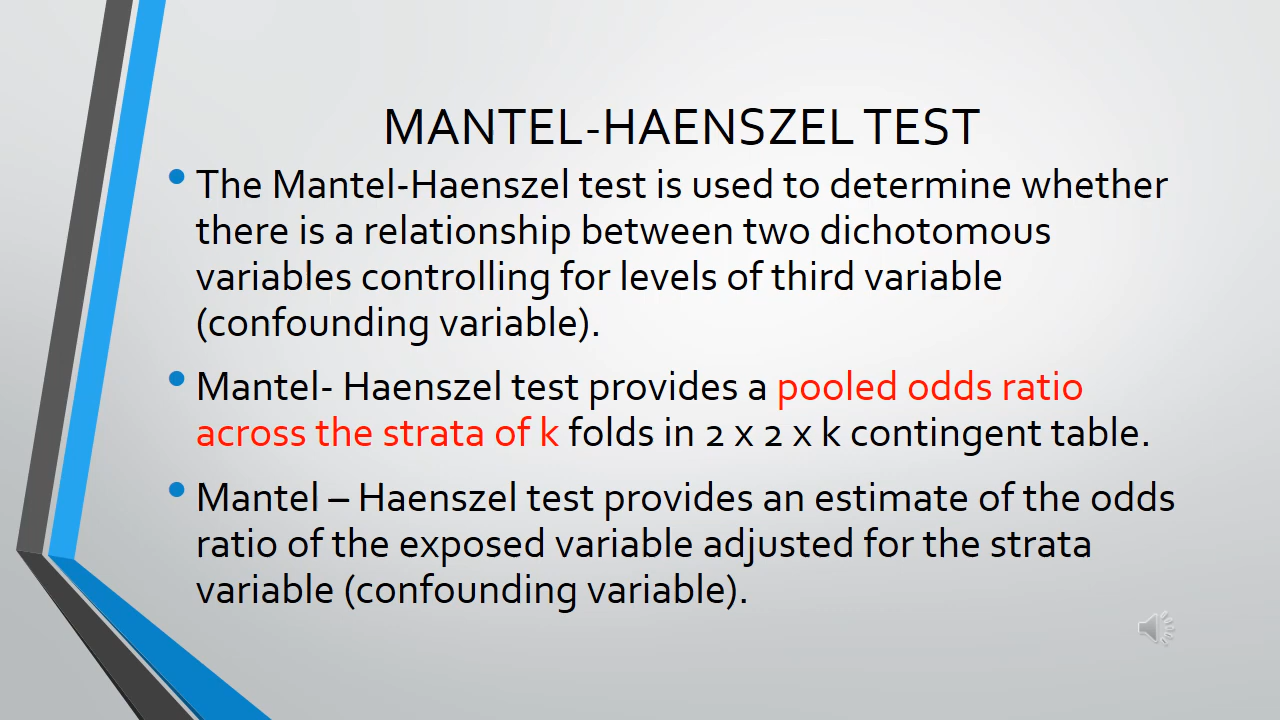 MANTEL-HAENSZEL TEST
• The Mantel-Haenszel test is used to determine whether
there is a relationship between two dichotomous
variables controlling for levels of third variable
(confounding variable).
• Mantel- Haenszel test provides a pooled odds ratio
across the strata of k folds in 2 x 2 x k contingent table.
• Mantel – Haenszel test provides an estimate of the odds
ratio of the exposed variable adjusted for the strata
variable (confounding variable).